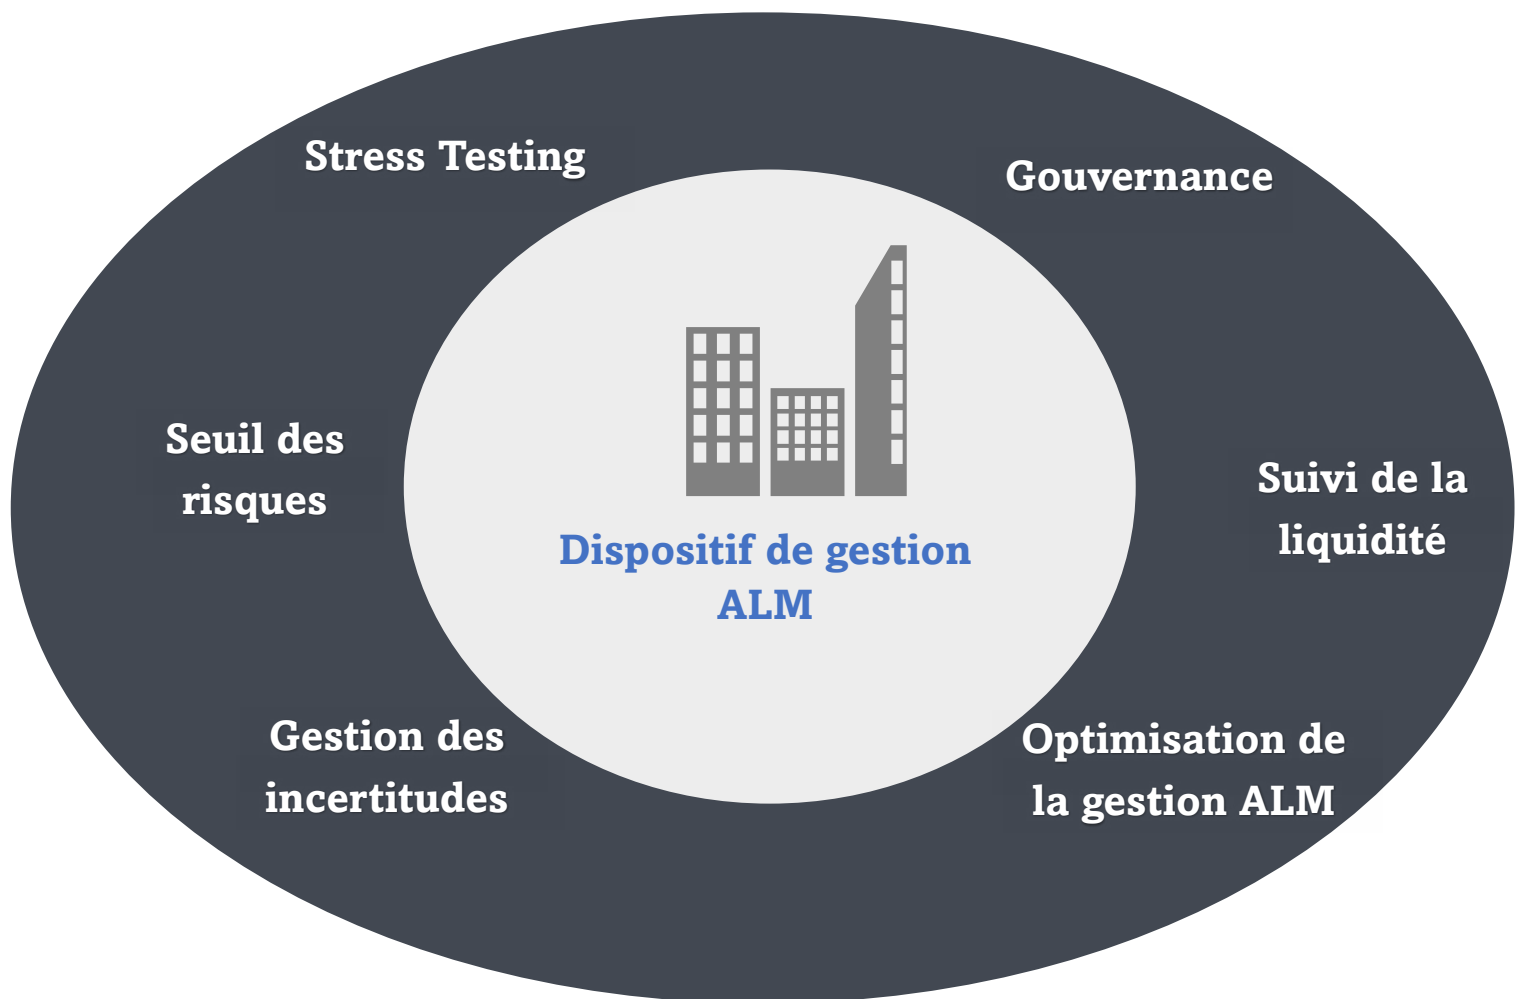 Stress Testing
Gouvernance
Seuil des
risques
Suivi de la
liquidité
Dispositif de gestion
ALM
Gestion des
incertitudes
Optimisation de
la gestion ALM